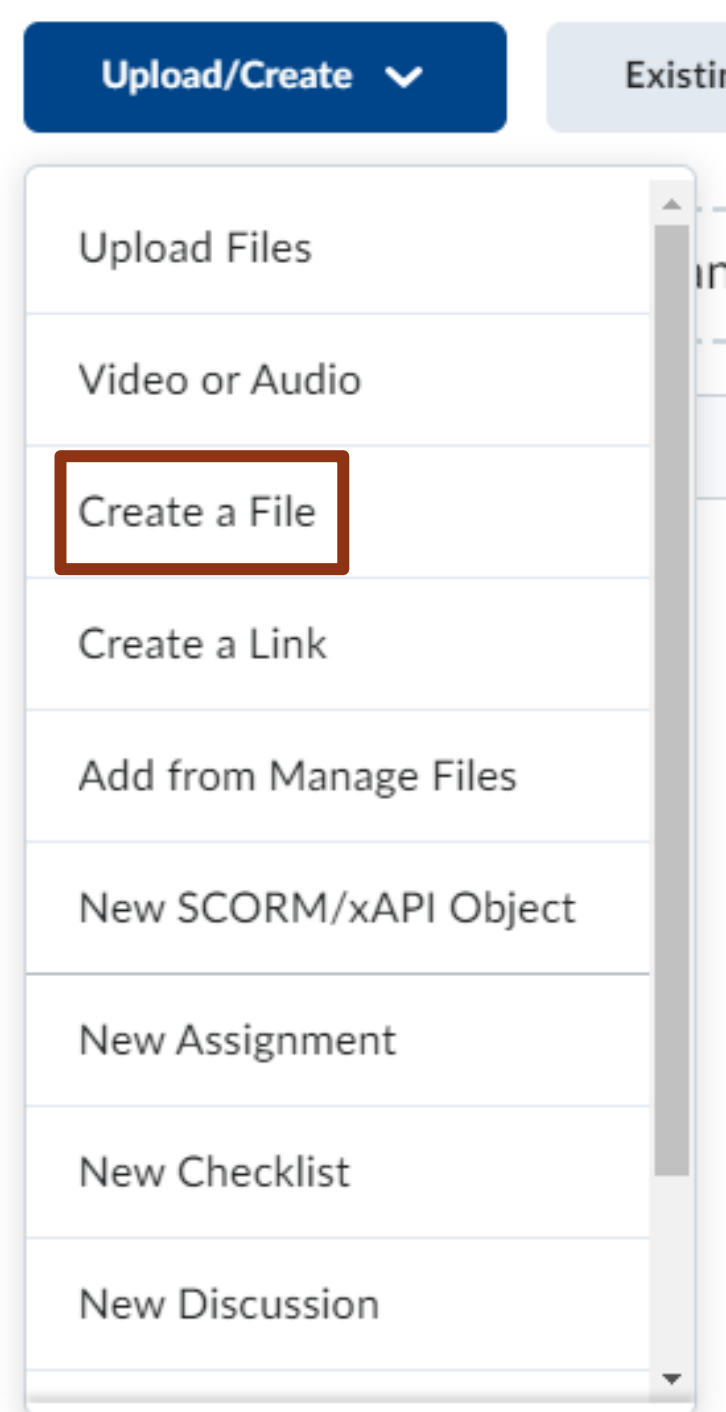 Upload/Create
Upload Files
Video or Audio
Create a File
Create a Link
Add from Manage Files
New SCORM/xAPI Object
New Assignment
New Checklist
New Discussion